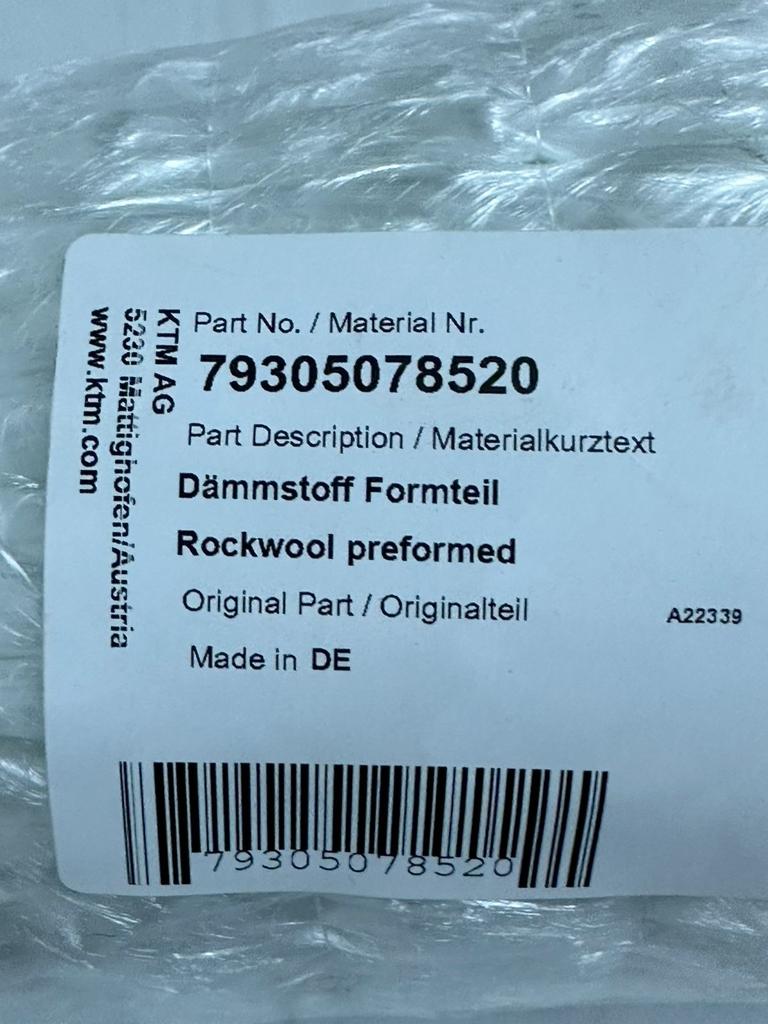 KTM AG
5230 Mattighofen/Austria
www.ktm.com
Part No. / Material Nr.
79305078520
Part Description / Materialkurztext
Dämmstoff Formteil
Rockwool preformed
Original Part / Originalteil
A22339
Made in DE
79305078520